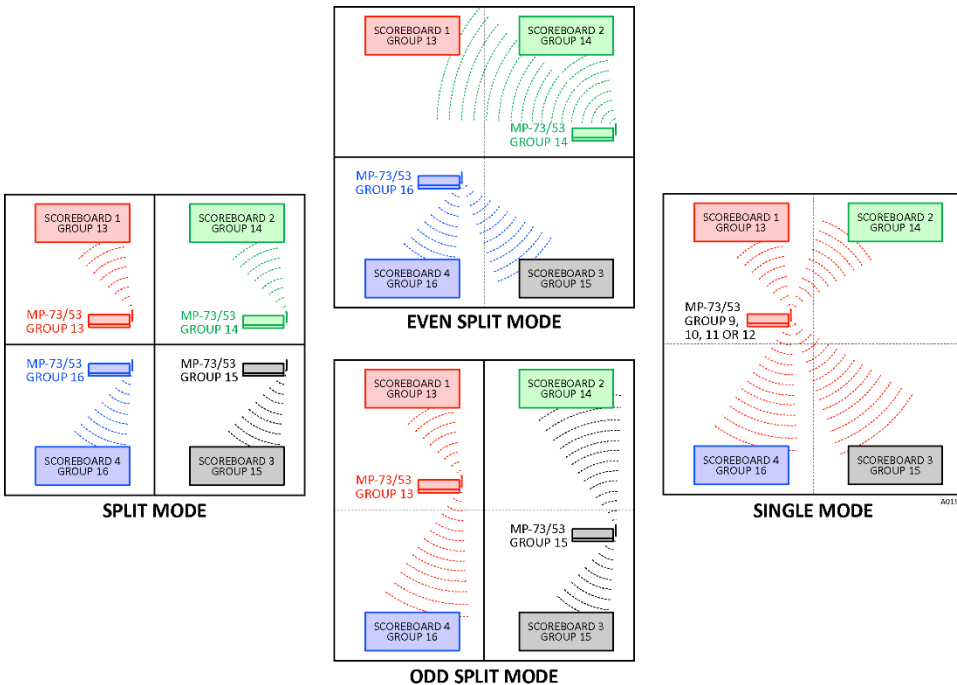 SCOREBOARD 1
GROUP 13
SCOREBOARD 2
GROUP 14
MP-73/53
GROUP 14
MP-73/53
GROUP 16
SCOREBOARD 4
GROUP 16
SCOREBOARD 3
GROUP 15
EVEN SPLIT MODE
SCOREBOARD 1
GROUP 13
SCOREBOARD 2
GROUP 14
MP-73/53
GROUP 13
MP-73/53
GROUP 14
MP-73/53
GROUP 16
MP-73/53
GROUP 15
SCOREBOARD 4
GROUP 16
SCOREBOARD 3
GROUP 15
SPLIT MODE
SCOREBOARD 1
GROUP 13
SCOREBOARD 2
GROUP 14
MP-73/53
GROUP 13
MP-73/53
GROUP 15
SCOREBOARD 4
GROUP 16
SCOREBOARD 3
GROUP 15
ODD SPLIT MODE
SCOREBOARD 1
GROUP 13
SCOREBOARD 2
GROUP 14
MP-73/53
GROUP 9,
10, 11 OR 12
SCOREBOARD 4
GROUP 16
SCOREBOARD 3
GROUP 15
SINGLE MODE